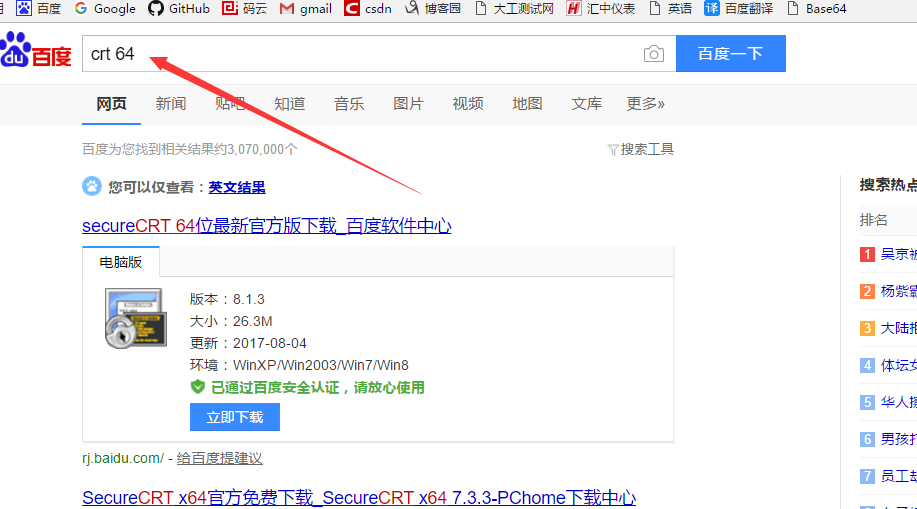 百度 Google GitHub 码云 gmail csdn 博客园 大工测试网 汇中仪表 英语 百度翻译 Base64
du 百度 crt 64 百度一下
网页 新闻 贴吧 知道 音乐 图片 视频 地图 文库 更多»
百度为您找到相关结果约3,070,000个 搜索工具
您可以仅查看：英文结果
secureCRT 64位最新官方版下载_百度软件中心
电脑版
版本：8.1.3
大小：26.3M
更新：2017-08-04
环境：WinXP/Win2003/Win7/Win8
已通过百度安全认证，请放心使用
立即下载
rj.baidu.com/ - 给百度提建议
SecureCRT x64官方免费下载_SecureCRT x64 7.3.3-PChome下载中心
搜索热点
排名
1 吴京被
2 杨紫霸
3 大陆拒
4 体坛女
5 华人搂
6 男孩打
7 员工劫